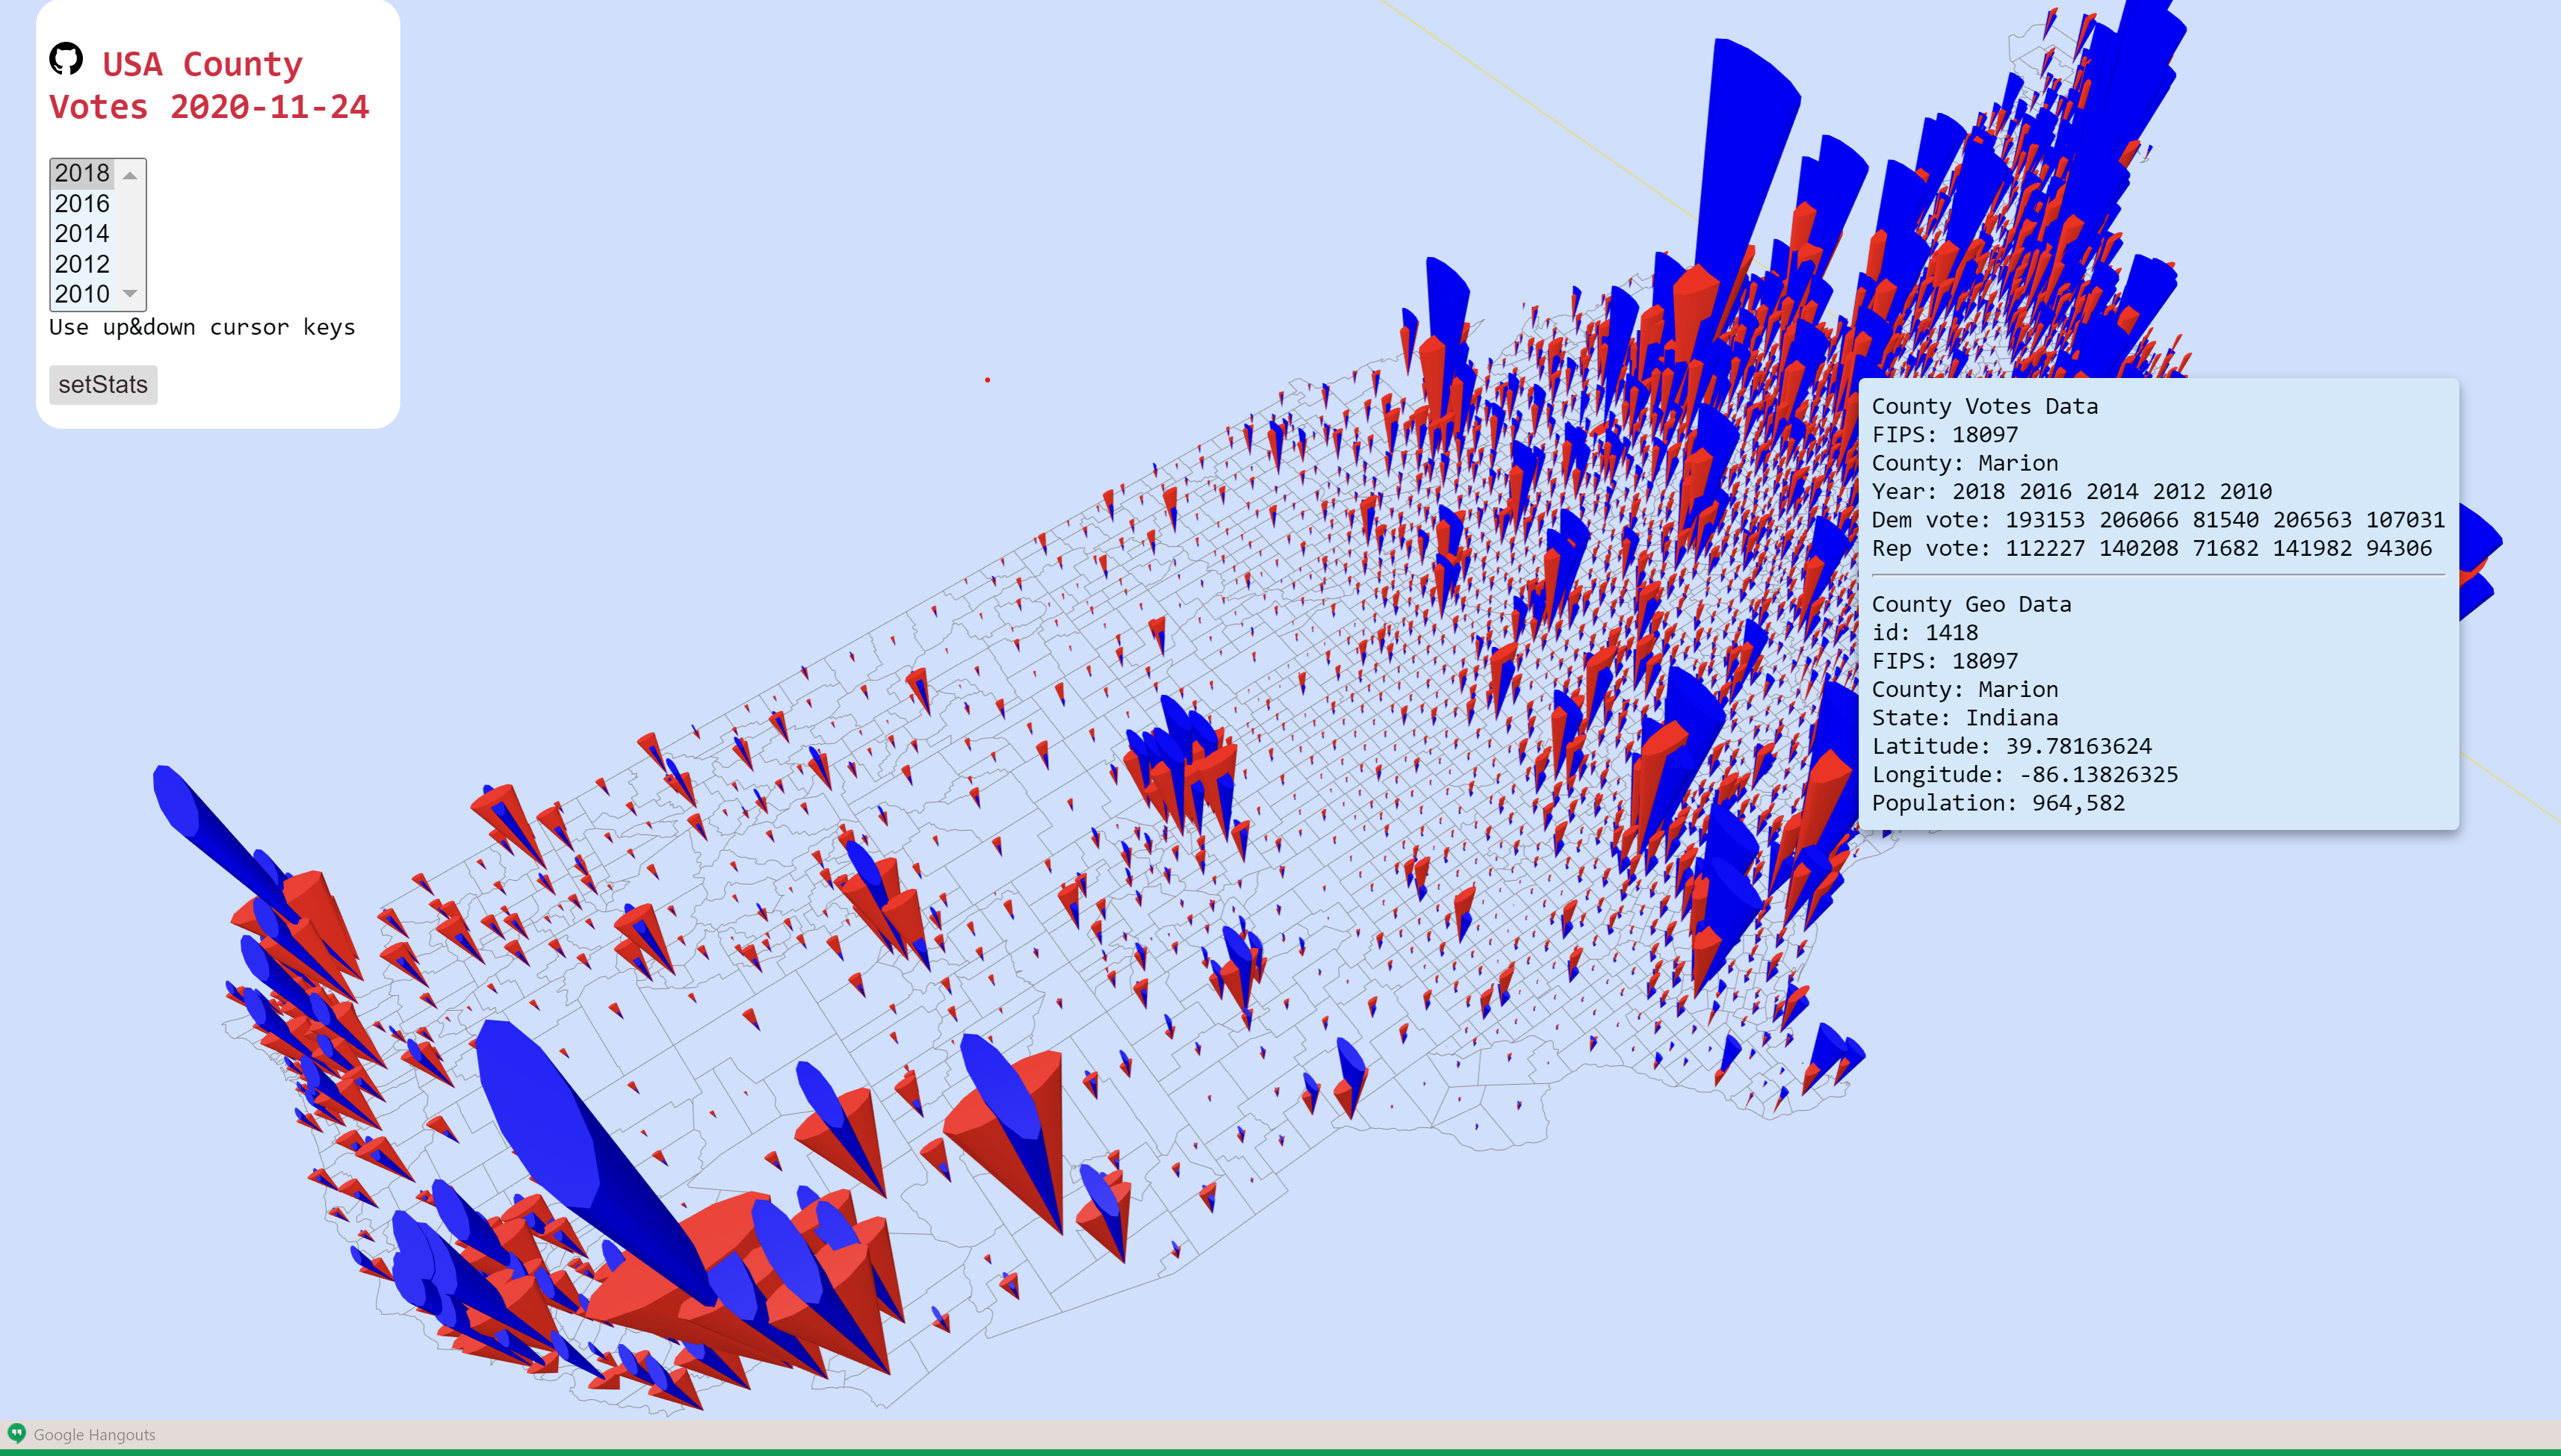 USA County
Votes 2020-11-24
2018
2016
2014
2012
2010
Use up&down cursor keys
setStats
County Votes Data
FIPS: 18097
County: Marion
Year: 2018 2016 2014 2012 2010
Dem vote: 193153 206066 81540 206563 107031
Rep vote: 112227 140208 71682 141982 94306
County Geo Data
id: 1418
FIPS: 18097
County: Marion
State: Indiana
Latitude: 39.78163624
Longitude: -86.13826325
Population: 964,582
Google Hangouts